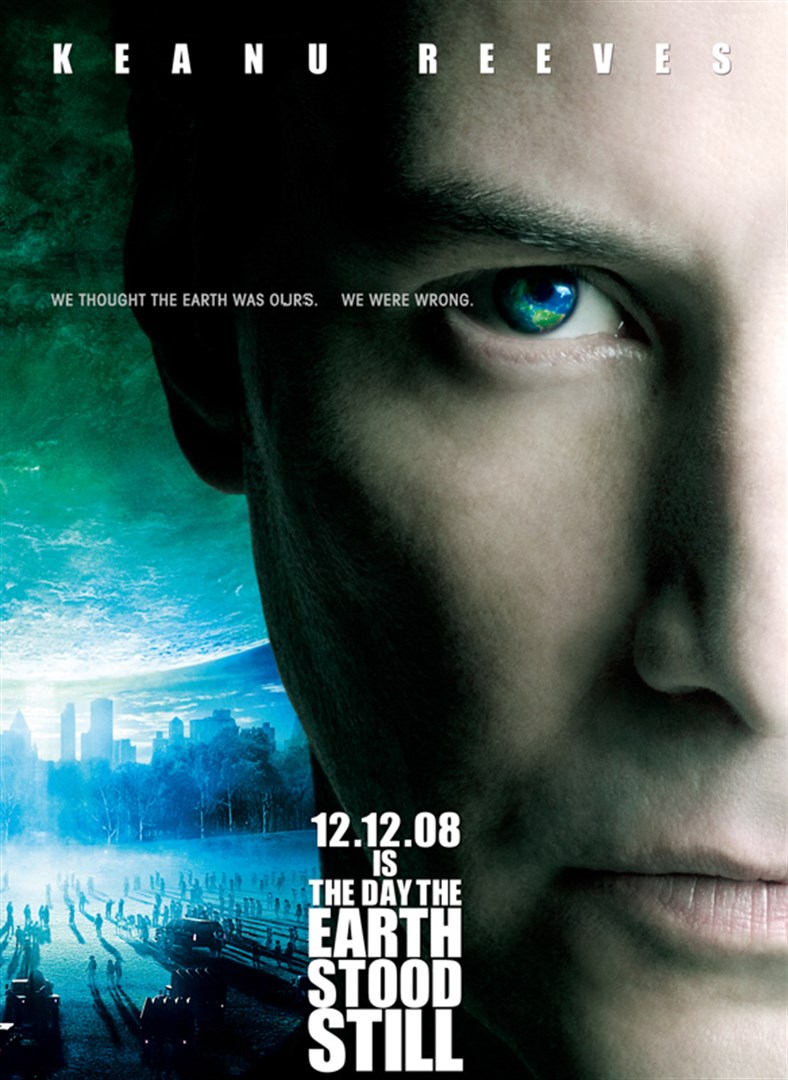 KEANU REEVES
WE THOUGHT THE EARTH WAS OURS. WE WERE WRONG.
12.12.08
IS
THE DAY THE
EARTH
STOOD
STILL